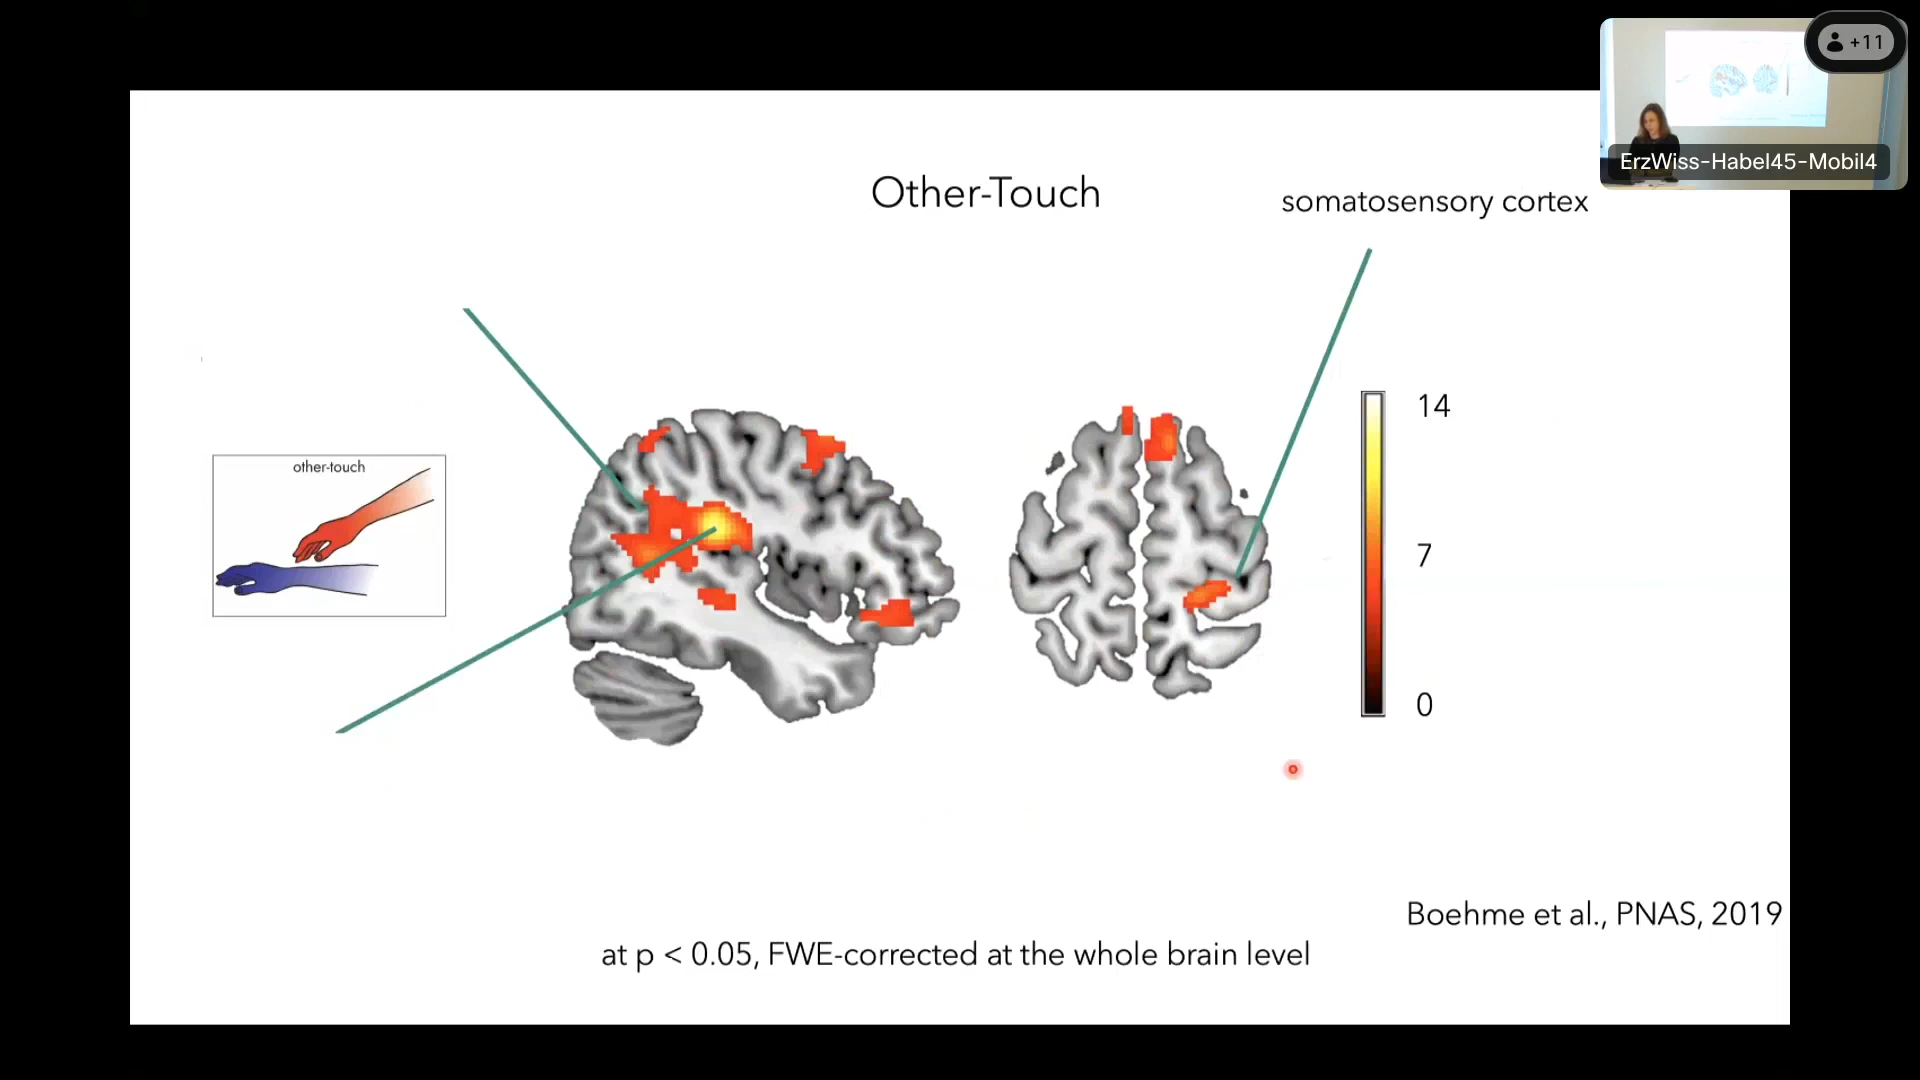 +11
ErzWiss-Habel45-Mobil4
Other-Touch
somatosensory cortex
other-touch
14
7
0
Boehme et al., PNAS, 2019
at p < 0.05, FWE-corrected at the whole brain level